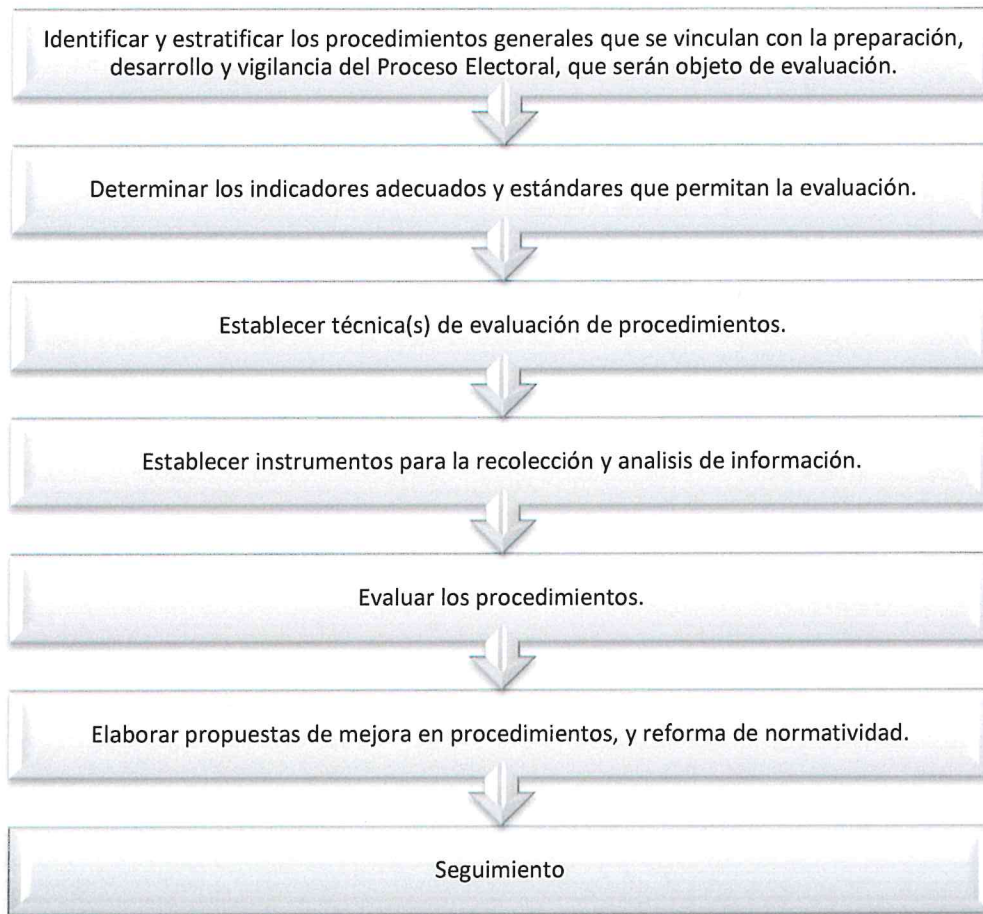 Identificar y estratificar los procedimientos generales que se vinculan con la preparación,
desarrollo y vigilancia del Proceso Electoral, que serán objeto de evaluación.
Determinar los indicadores adecuados y estándares que permitan la evaluación.
Establecer técnica(s) de evaluación de procedimientos.
Establecer instrumentos para la recolección y analisis de información.
Evaluar los procedimientos.
Elaborar propuestas de mejora en procedimientos, y reforma de normatividad.
Seguimiento